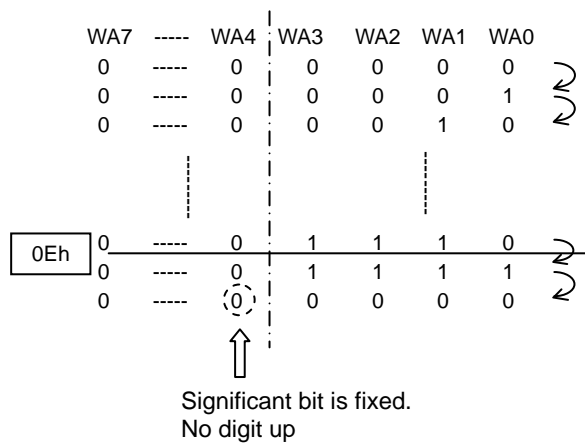 WA7 ----- WA4 WA3 WA2 WA1 WA0
0 ----- 0 0 0 0 0
0 ----- 0 0 0 0 1
0 ----- 0 0 0 1 0
0Eh 0 ----- 0 1 1 1 0
0 ----- 0 1 1 1 1
0 ----- 0 0 0 0 0
Significant bit is fixed.
No digit up